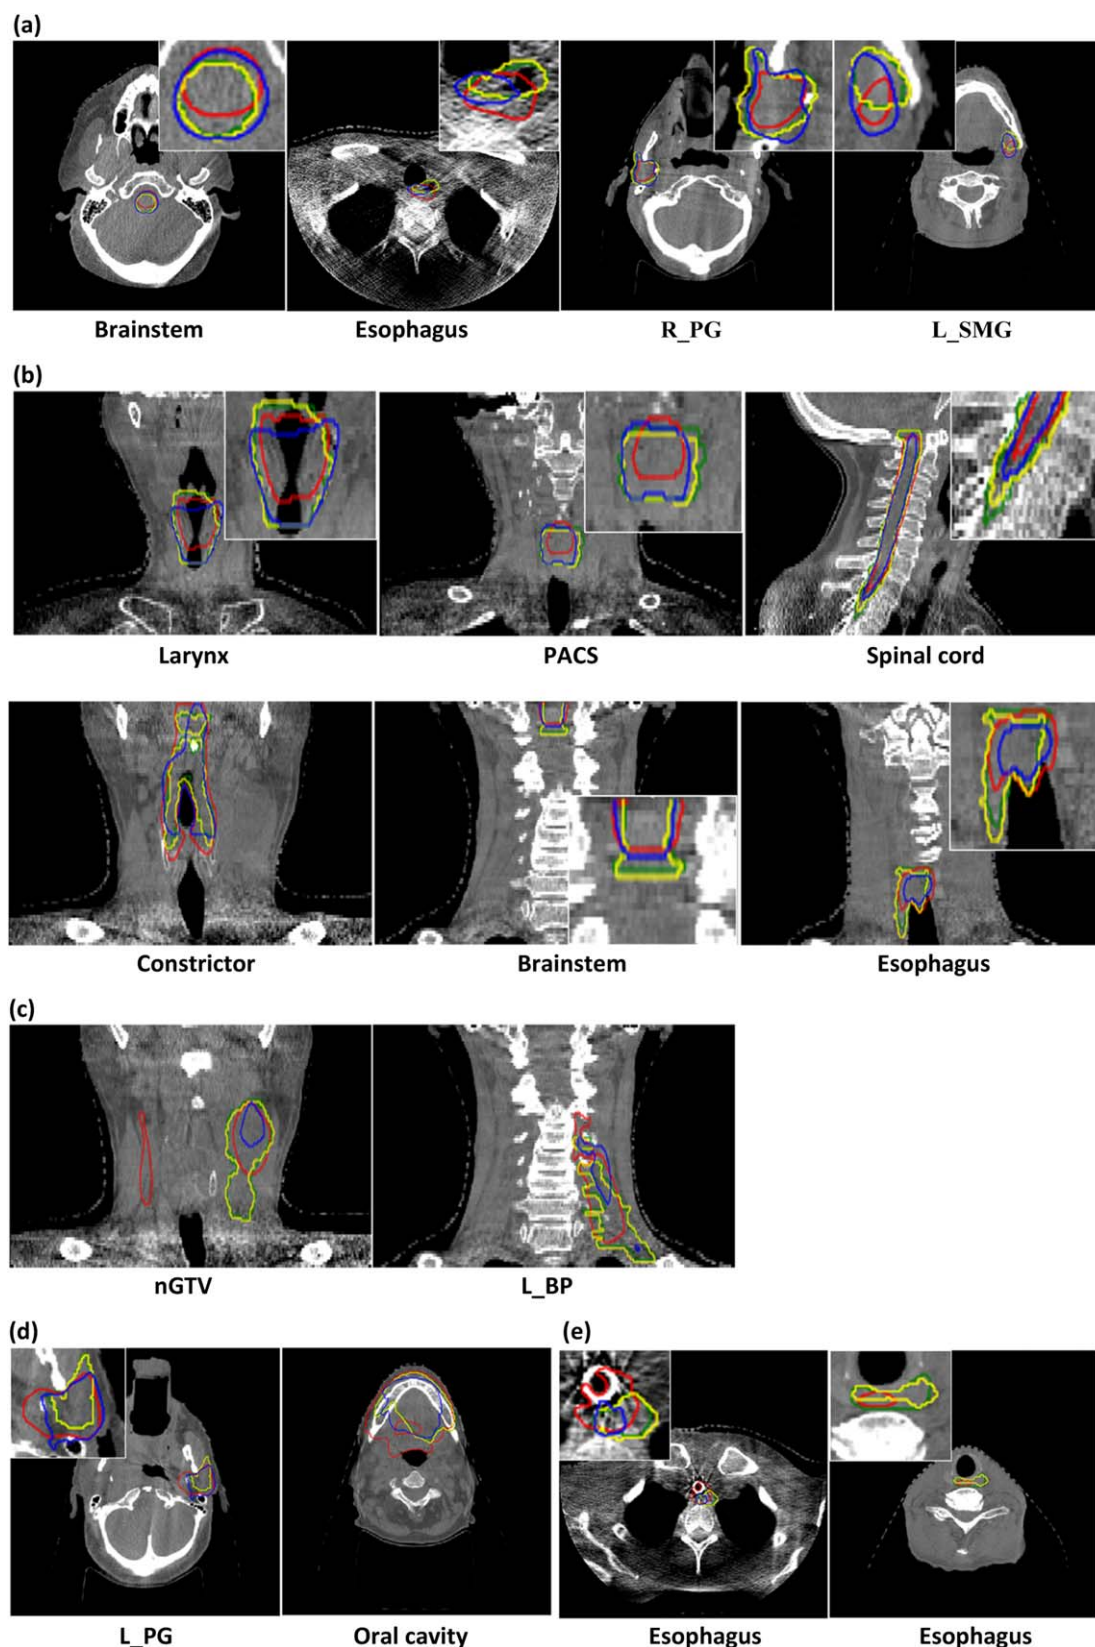 (a)
Brainstem Esophagus R_PG L_SMG
(b)
Larynx PACS Spinal cord
Constrictor Brainstem Esophagus
(c)
nGTV L_BP
(d) (e)
L_PG Oral cavity Esophagus Esophagus